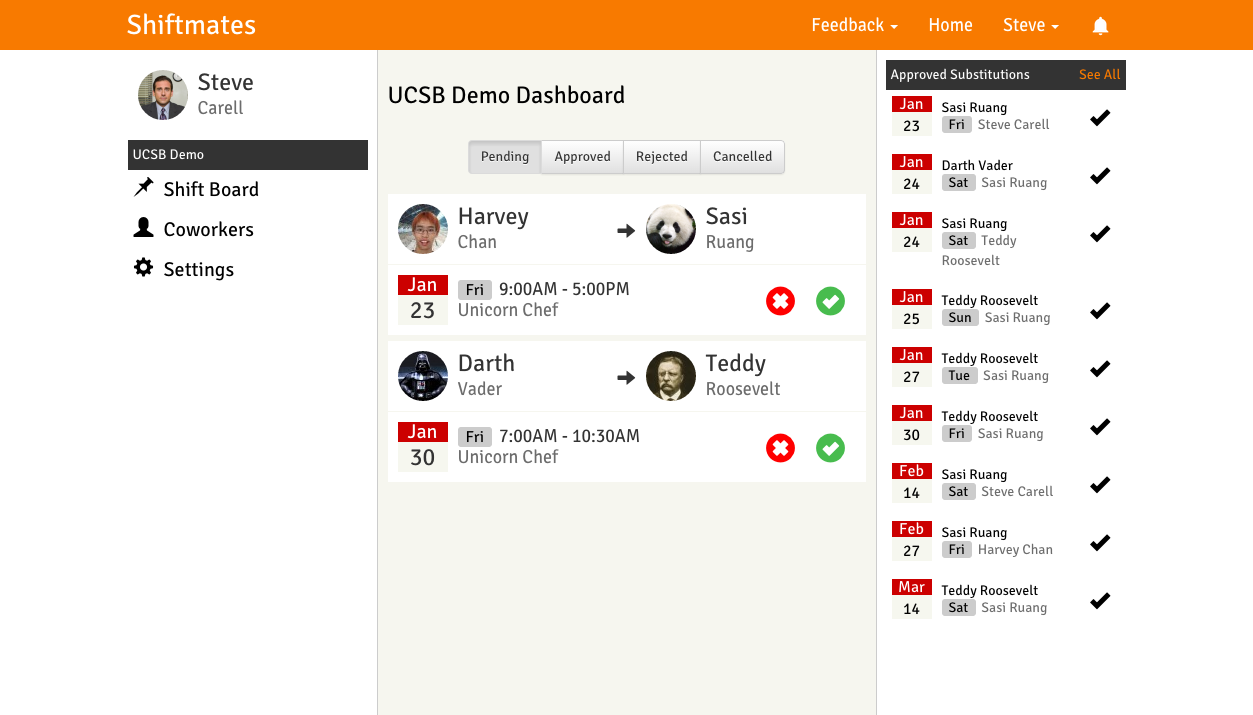 Shiftmates
Feedback Home Steve
Steve
Carell
UCSB Demo
Shift Board
Coworkers
Settings
UCSB Demo Dashboard
Pending Approved Rejected Cancelled
Harvey
Chan
Sasi
Ruang
Jan
23
Fri 9:00AM - 5:00PM
Unicorn Chef
Darth
Vader
Teddy
Roosevelt
Jan
30
Fri 7:00AM - 10:30AM
Unicorn Chef
Approved Substitutions See All
Jan
23
Sasi Ruang
Fri Steve Carell
Jan
24
Darth Vader
Sat Sasi Ruang
Jan
24
Sasi Ruang
Sat Teddy
Roosevelt
Jan
25
Teddy Roosevelt
Sun Sasi Ruang
Jan
27
Teddy Roosevelt
Tue Sasi Ruang
Jan
30
Teddy Roosevelt
Fri Sasi Ruang
Feb
14
Sasi Ruang
Sat Steve Carell
Feb
27
Sasi Ruang
Fri Harvey Chan
Mar
14
Teddy Roosevelt
Sat Sasi Ruang